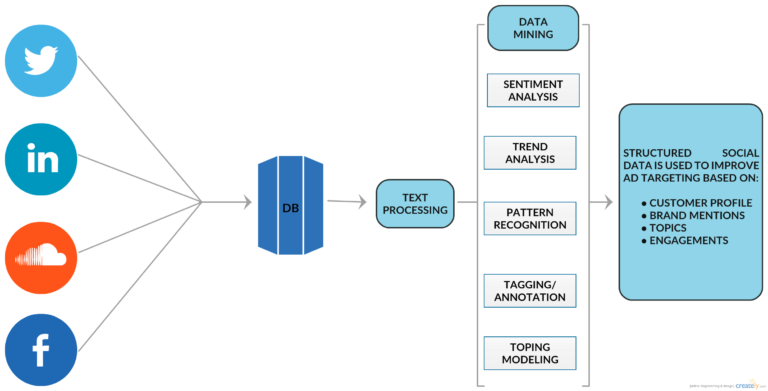 in
f
DB
TEXT
PROCESSING
DATA
MINING
SENTIMENT
ANALYSIS
TREND
ANALYSIS
PATTERN
RECOGNITION
TAGGING/
ANNOTATION
TOPING
MODELING
STRUCTURED SOCIAL
DATA IS USED TO IMPROVE
AD TARGETING BASED ON:
● CUSTOMER PROFILE
● BRAND MENTIONS
● TOPICS
● ENGAGEMENTS
creately